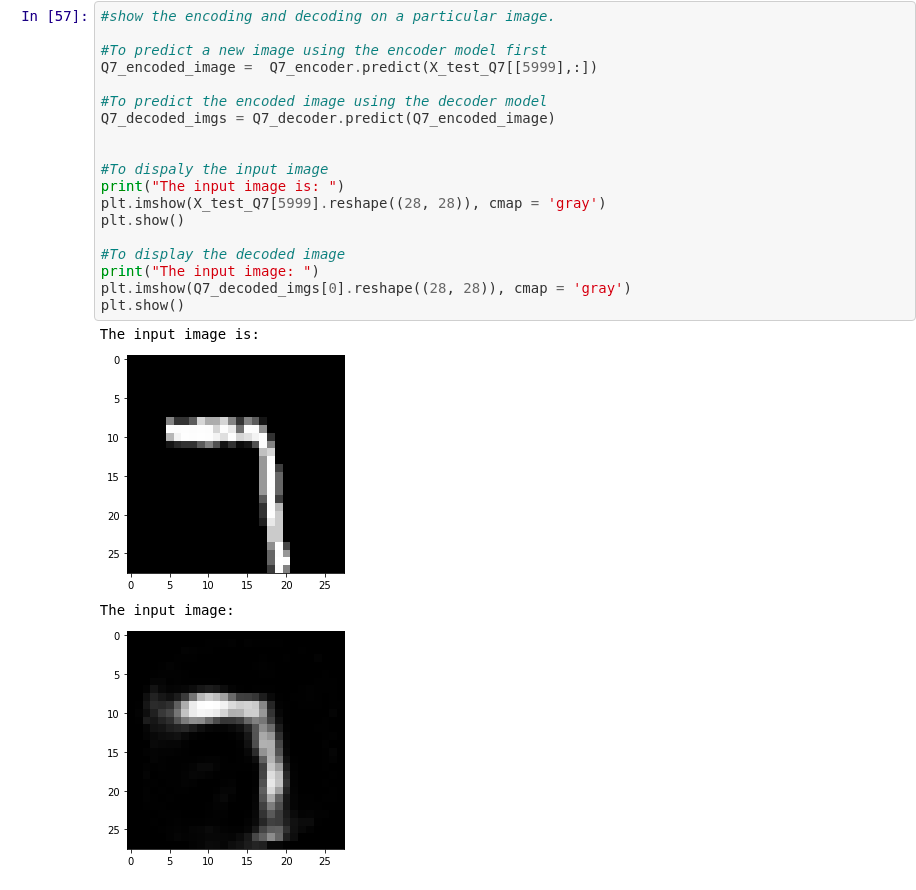 In [57]: #show the encoding and decoding on a particular image.
#To predict a new image using the encoder model first
Q7_encoded_image =  Q7_encoder.predict(X_test_Q7[[5999],:])
#To predict the encoded image using the decoder model
Q7_decoded_imgs = Q7_decoder.predict(Q7_encoded_image)
#To dispaly the input image
print("The input image is: ")
plt.imshow(X_test_Q7[5999].reshape((28, 28)), cmap = 'gray')
plt.show()
#To display the decoded image
print("The input image: ")
plt.imshow(Q7_decoded_imgs[0].reshape((28, 28)), cmap = 'gray')
plt.show()
The input image is:
0
5
10
15
20
25
0 5 10 15 20 25
The input image:
0
5
10
15
20
25
0 5 10 15 20 25